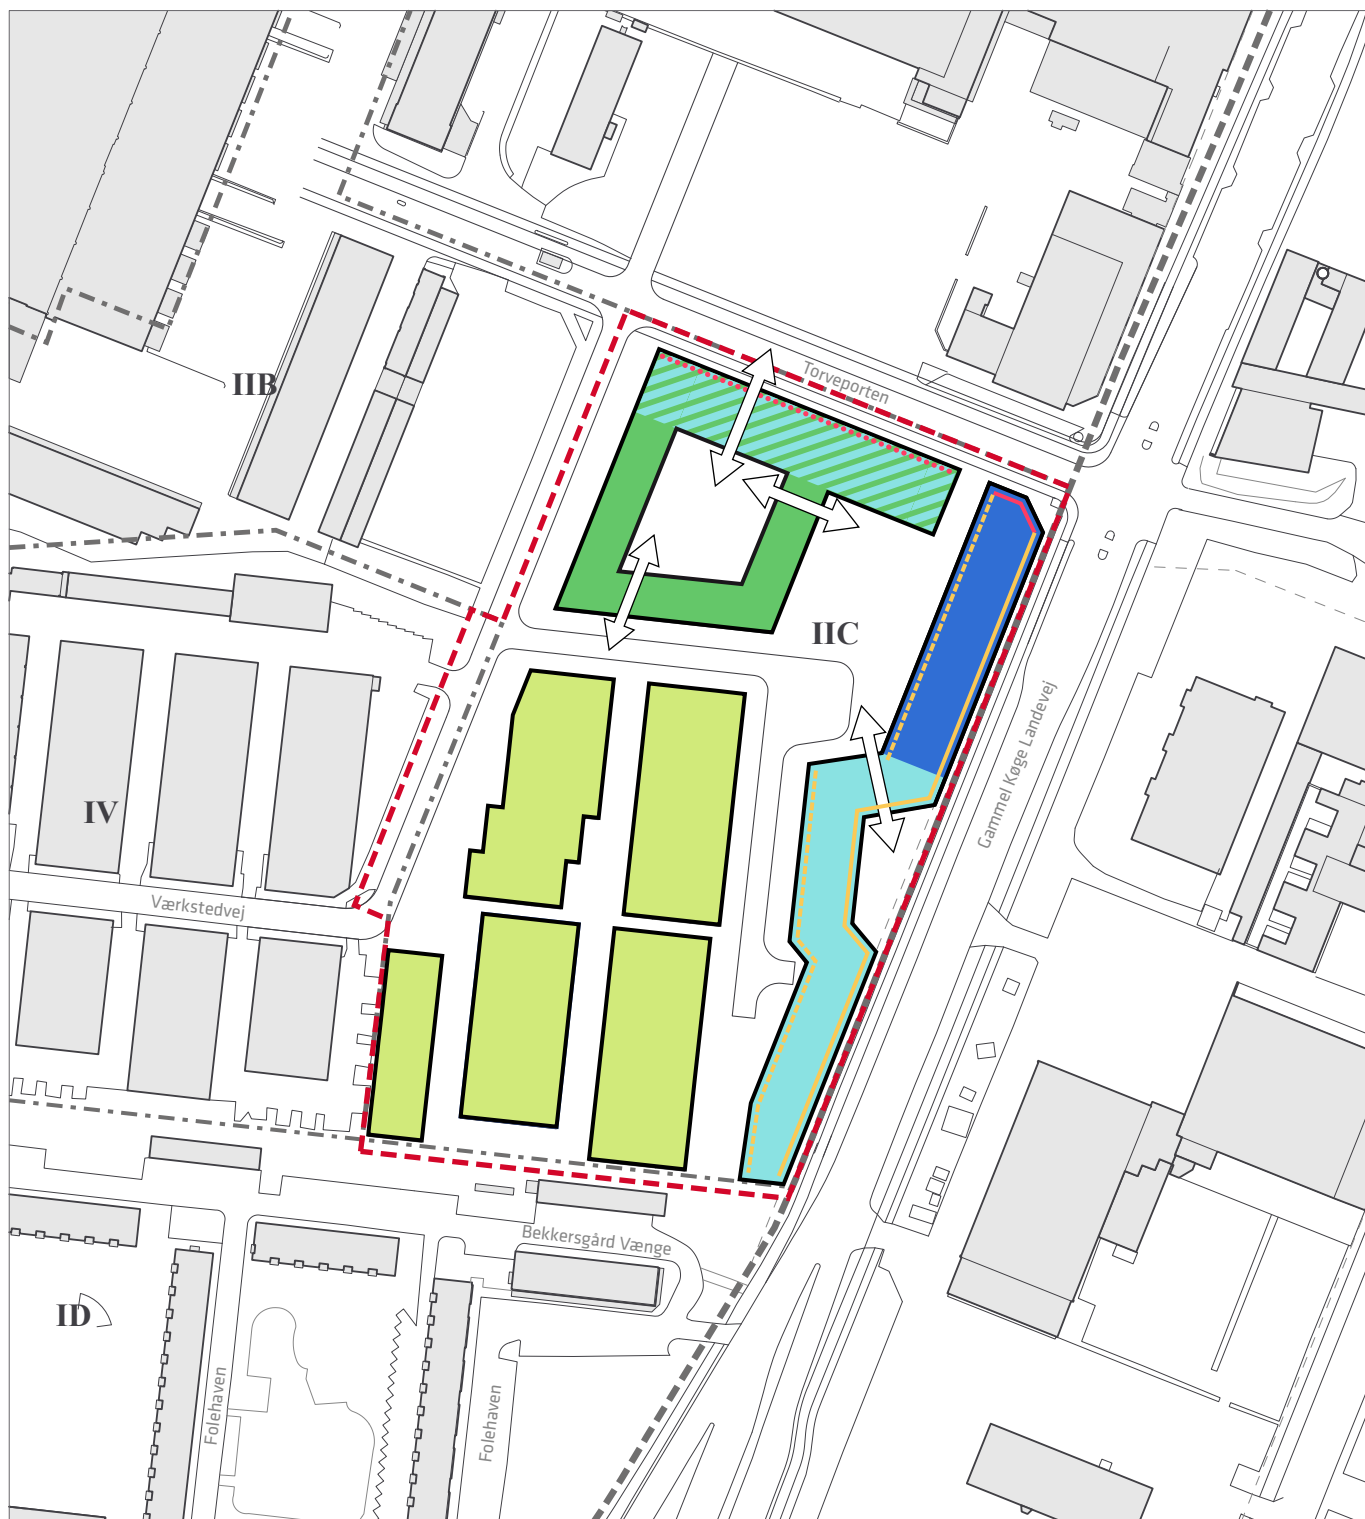 Torveporten
IIB
IIC
Gammel Køge Landevej
IV
Værkstedvej
Bekkersgård Vænge
ID
Folehaven
Folehaven